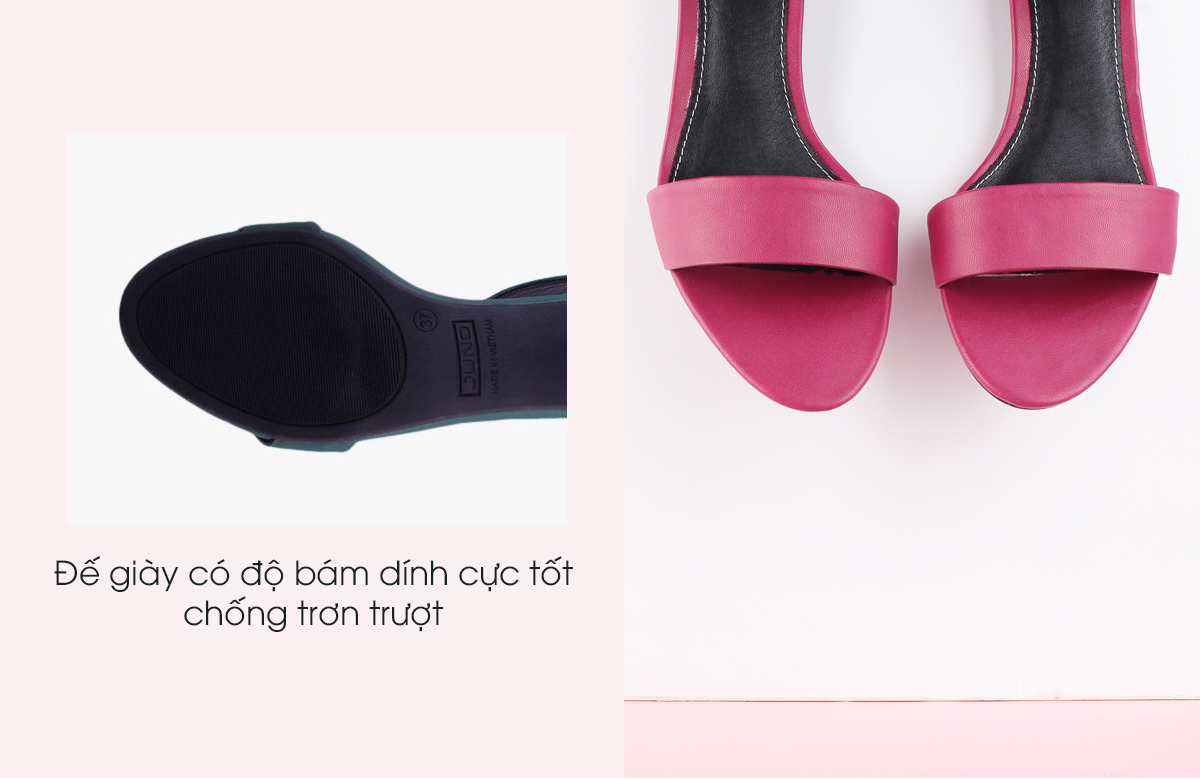 37
JUNO
MADE IN VIETNAM
Đế giày có độ bám dính cực tốt
chống trơn trượt